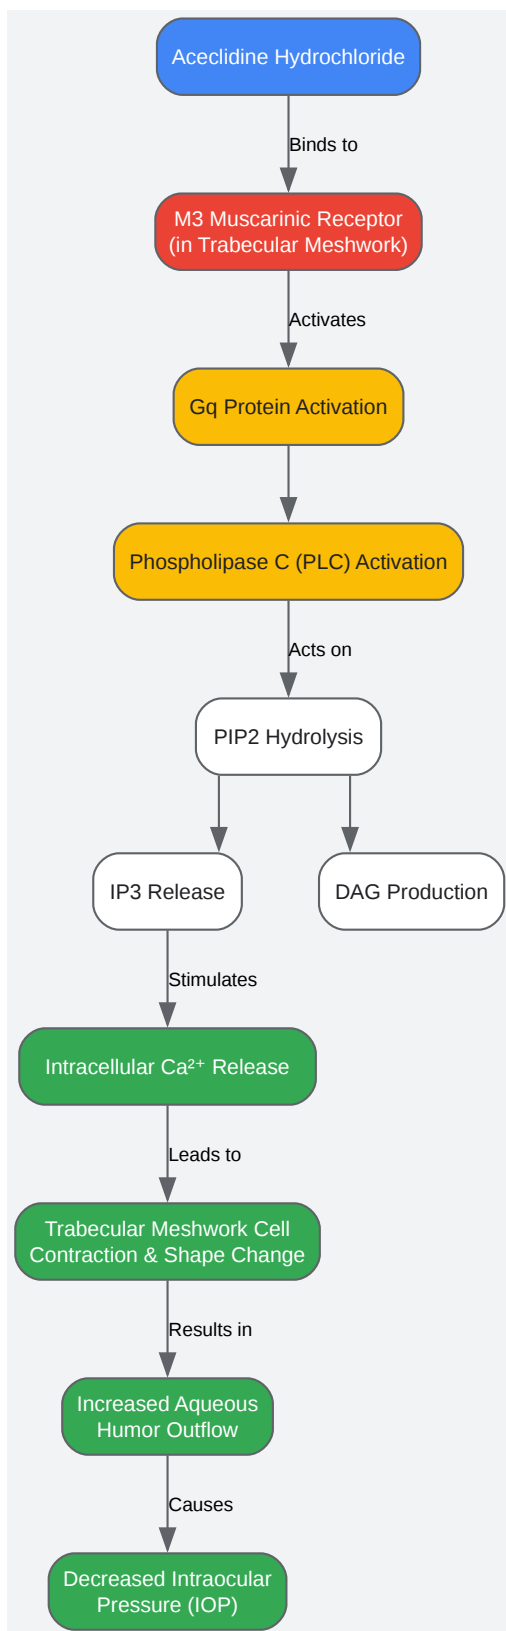 Aceclidine Hydrochloride
Binds to
M3 Muscarinic Receptor
(in Trabecular Meshwork)
Activates
Gq Protein Activation
Phospholipase C (PLC) Activation
Acts on
PIP2 Hydrolysis
IP3 Release
DAG Production
Stimulates
Intracellular Ca²⁺ Release
Leads to
Trabecular Meshwork Cell
Contraction & Shape Change
Results in
Increased Aqueous
Humor Outflow
Causes
Decreased Intraocular
Pressure (IOP)